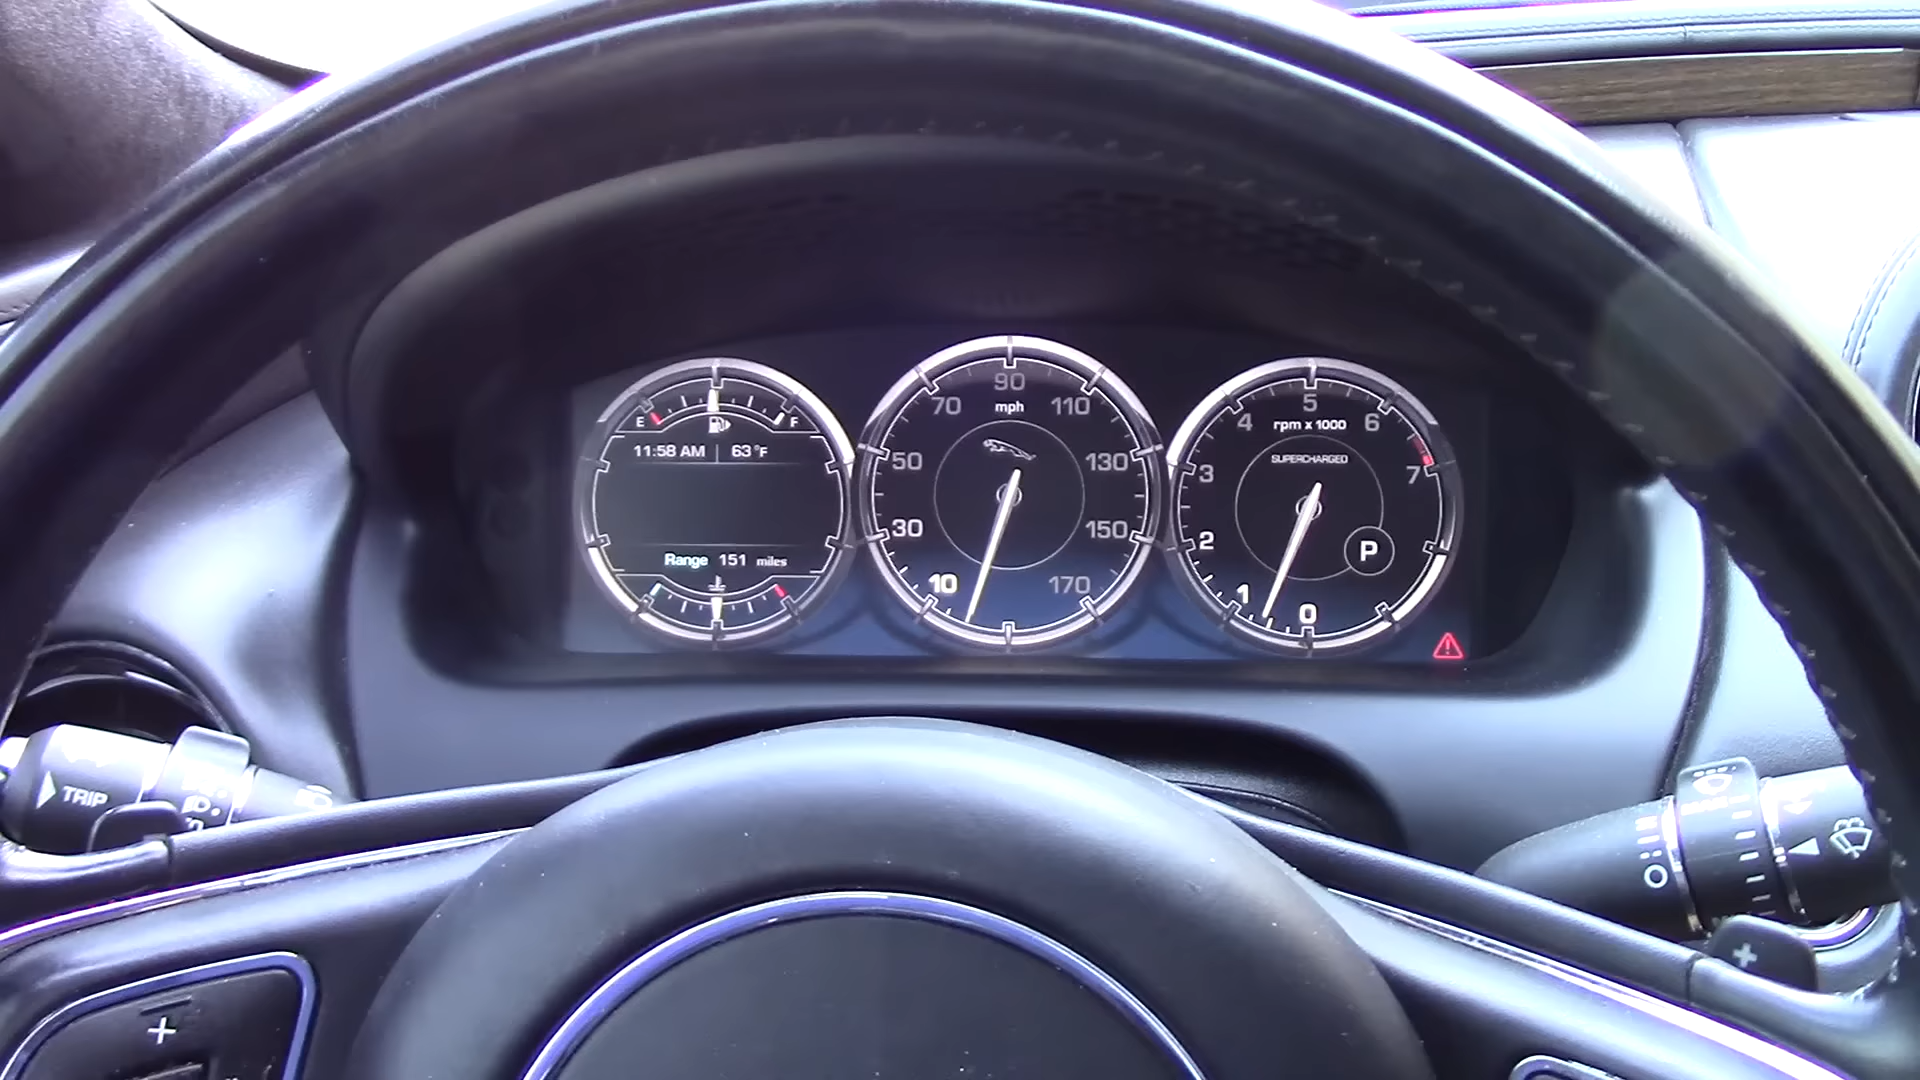 E F
11:58 AM 63°F
Range 151 miles
90
70 mph 110
50 130
30 150
10 170
5
4 rpm x 1000 6
SUPERCHARGED
3 7
2 P
1 0
TRIP
+
+